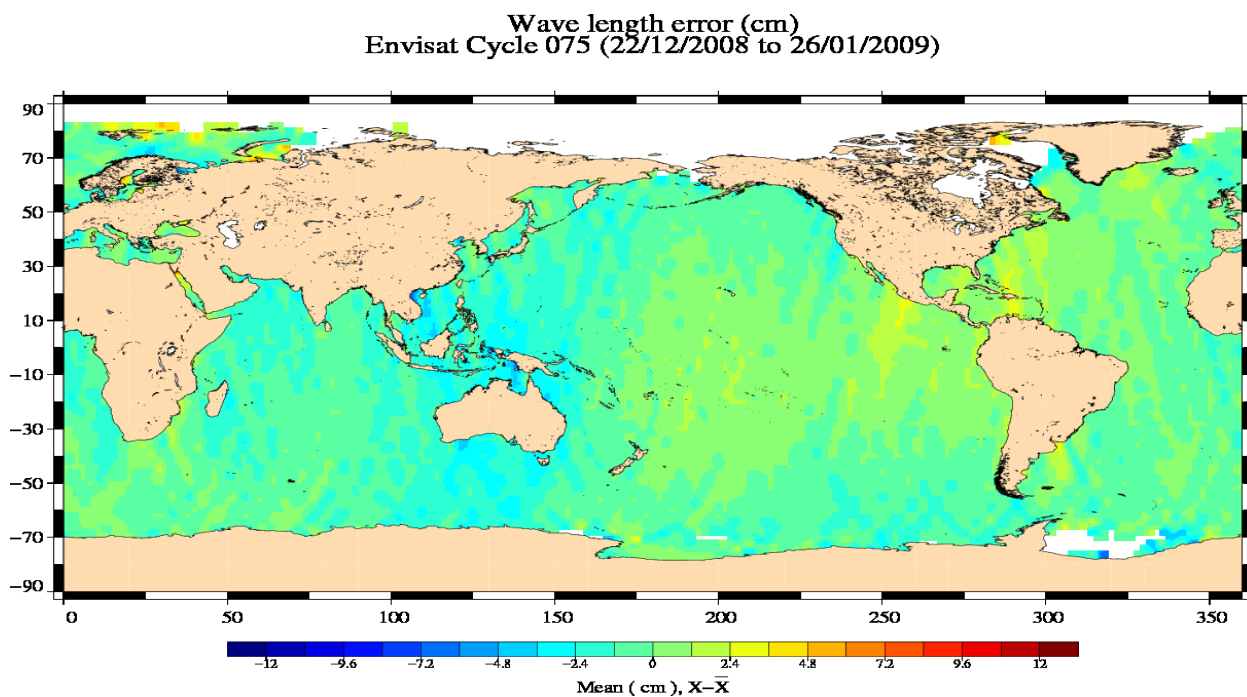 Wave length error (cm)
Envisat Cycle 075 (22/12/2008 to 26/01/2009)
90
70
50
30
10
−10
−30
−50
−70
−90
0 50 100 150 200 250 300 350
−12 −9.6 −7.2 −4.8 −2.4 0 2.4 4.8 7.2 9.6 12
Mean ( cm ), X−X̅